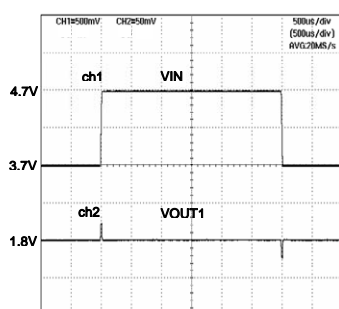 CH1=500mV CH2=50mV 500us/div
(500us/div)
AVG:20MS/s
ch1 VIN
4.7V
3.7V
ch2 VOUT1
1.8V